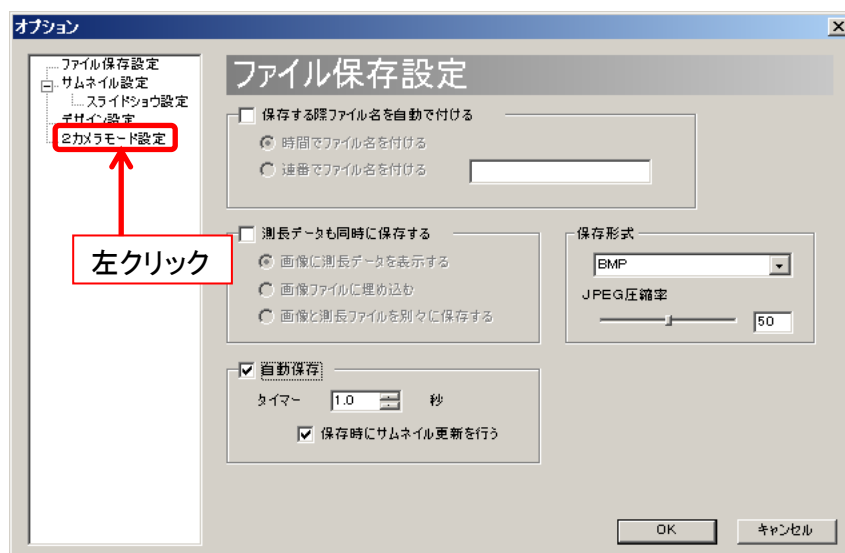 オプション
ファイル保存設定
サムネイル設定
スライドショウ設定
デザイン設定
2カメラモード設定
左クリック
ファイル保存設定
保存する際ファイル名を自動で付ける
時間でファイル名を付ける
連番でファイル名を付ける
測長データも同時に保存する
画像に測長データを表示する
画像ファイルに埋め込む
画像と測長ファイルを別々に保存する
保存形式
BMP
JPEG圧縮率
50
自動保存
タイマー 1.0 秒
保存時にサムネイル更新を行う
OK キャンセル